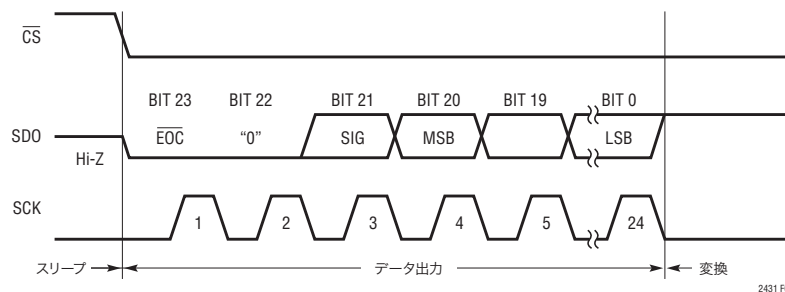 CS
BIT 23 BIT 22 BIT 21 BIT 20 BIT 19 BIT 0
SDO EOC “0” SIG MSB LSB
Hi-Z
SCK 1 2 3 4 5 24
スリープ データ出力 変換